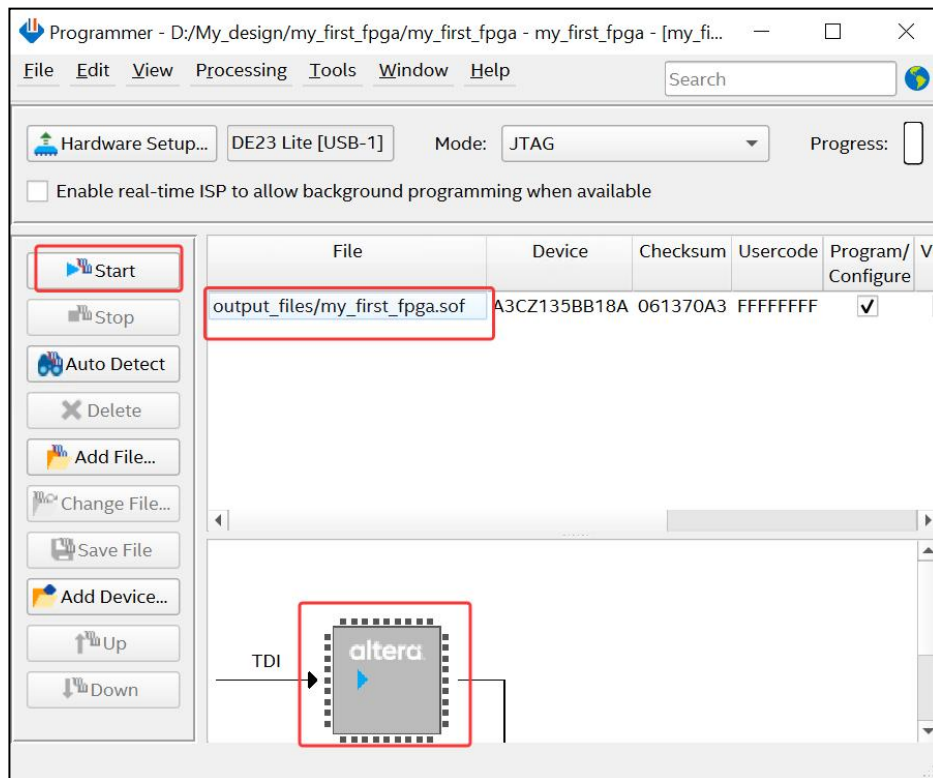 Programmer - D:/My_design/my_first_fpga/my_first_fpga - my_first_fpga - [my_fi...
File Edit View Processing Tools Window Help
Search
Hardware Setup... DE23 Lite [USB-1] Mode: JTAG Progress:
Enable real-time ISP to allow background programming when available
Start
Stop
Auto Detect
Delete
Add File...
Change File...
Save File
Add Device...
Up
Down
File Device Checksum Usercode Program/ V
Configure
output_files/my_first_fpga.sof A3CZ135BB18A 061370A3 FFFFFFFF
TDI
altera